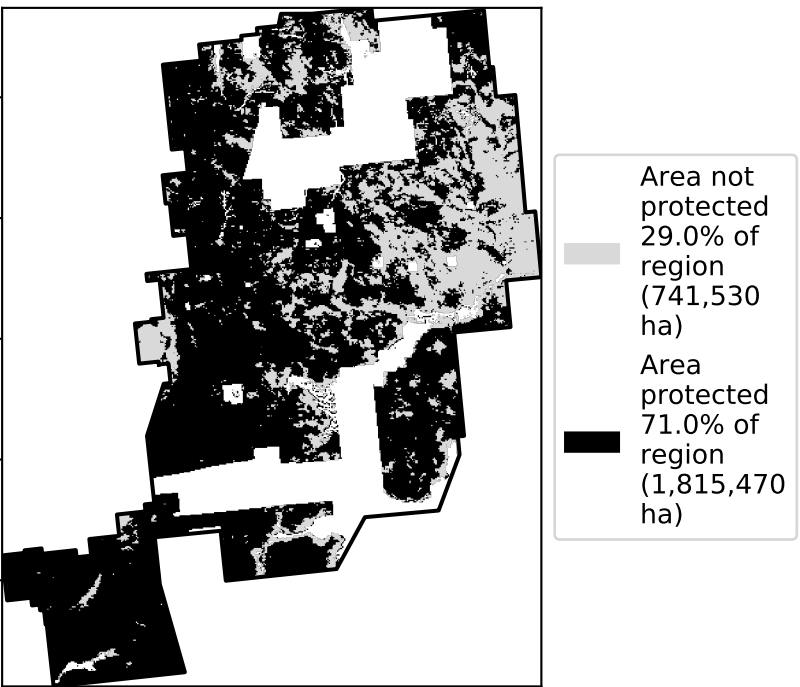 Area not
protected
29.0% of
region
(741,530
ha)
Area
protected
71.0% of
region
(1,815,470
ha)